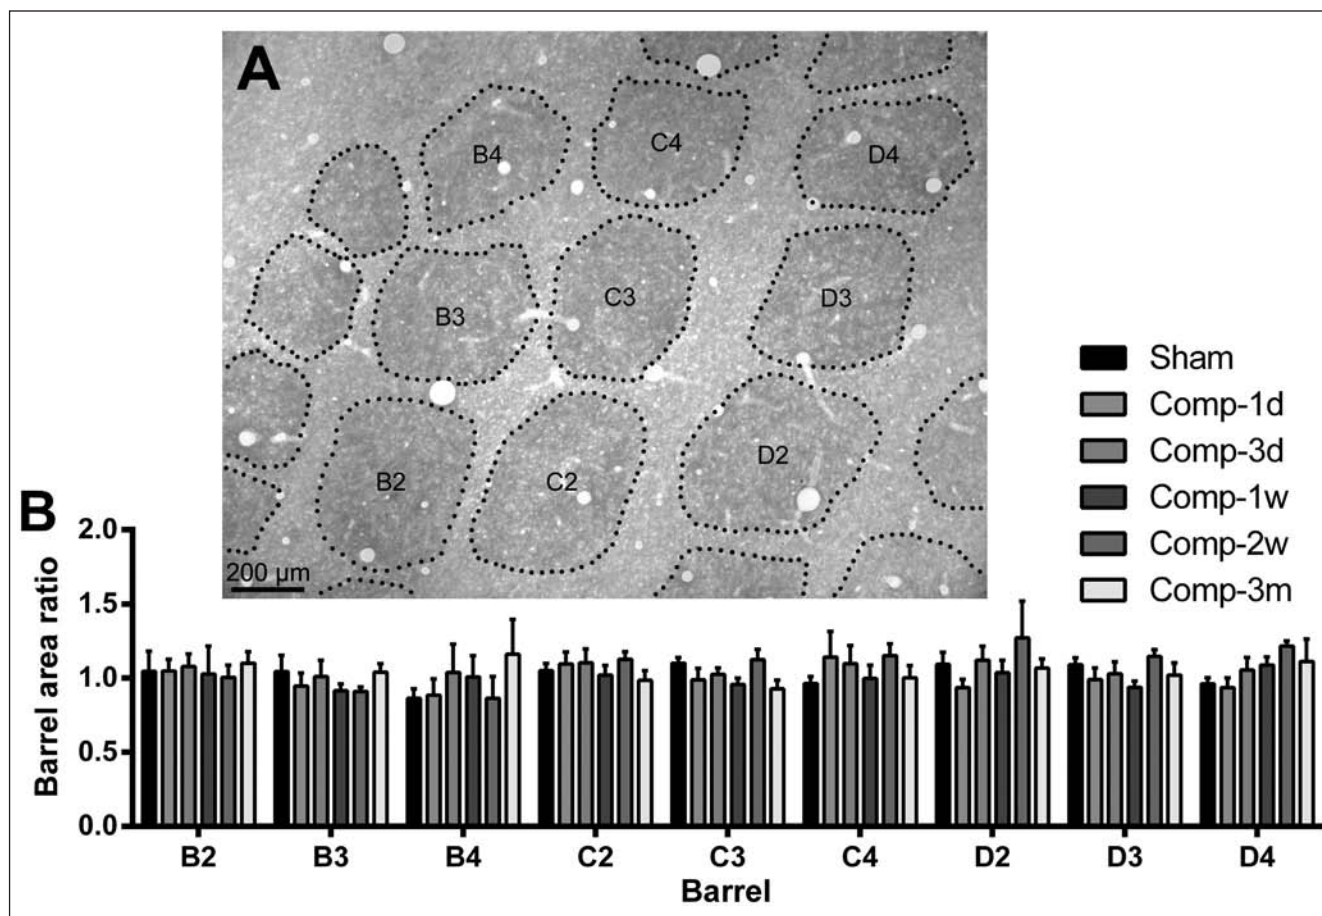 A
B4
C4
D4
B3
C3
D3
B2
C2
D2
200 µm
Sham
Comp-1d
Comp-3d
Comp-1w
Comp-2w
Comp-3m
B
Barrel area ratio
2.0
1.5
1.0
0.5
0.0
B2 B3 B4 C2 C3 C4 D2 D3 D4
Barrel